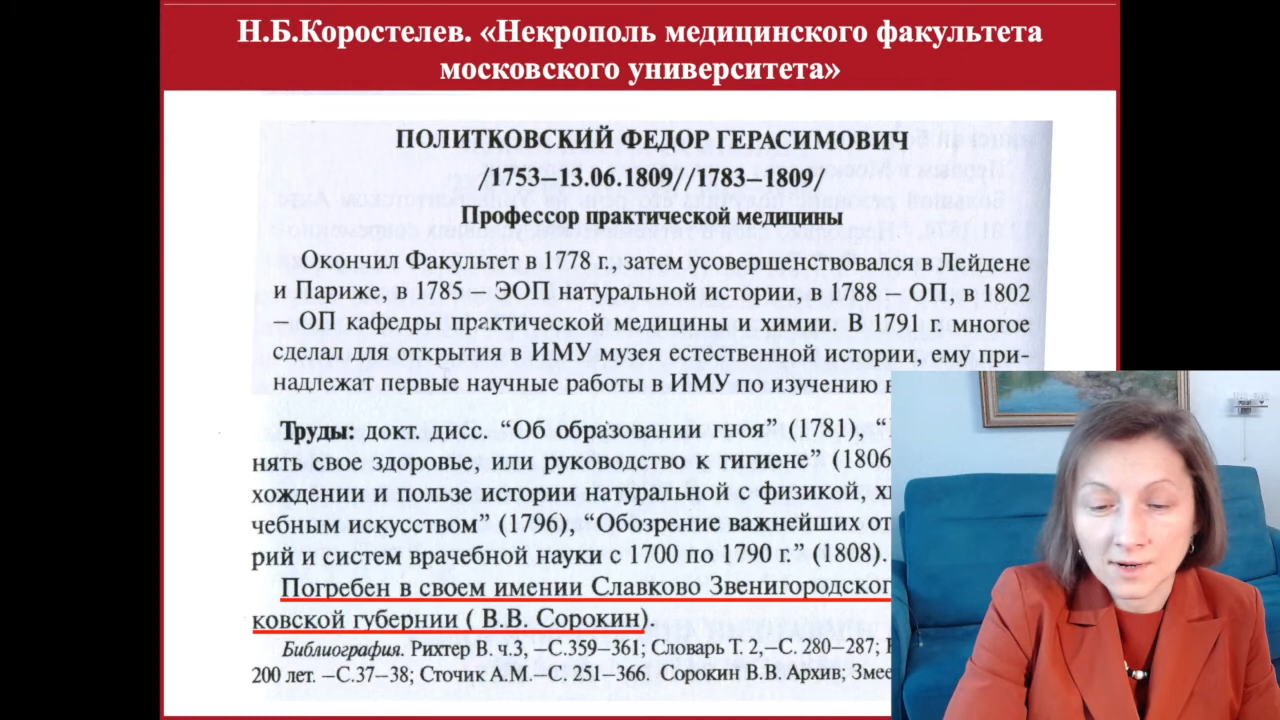 Н.Б.Коростелев. «Некрополь медицинского факультета
московского университета»
ПОЛИТКОВСКИЙ ФЕДОР ГЕРАСИМОВИЧ
/1753–13.06.1809//1783–1809/
Профессор практической медицины
Окончил Факультет в 1778 г., затем усовершенствовался в Лейдене
и Париже, в 1785 – ЭОП натуральной истории, в 1788 – ОП, в 1802
– ОП кафедры практической медицины и химии. В 1791 г. многое
сделал для открытия в ИМУ музея естественной истории, ему при-
надлежат первые научные работы в ИМУ по изучению
Труды: докт. дисс. “Об образовании гноя” (1781),
нять свое здоровье, или руководство к гигиене” (1806
хождении и пользе истории натуральной с физикой,
чебным искусством” (1796), “Обозрение важнейших от
рий и систем врачебной науки с 1700 по 1790 г.” (1808).
Погребен в своем имении Славково Звенигородског
ковской губернии ( В.В. Сорокин).
Библиография. Рихтер В. ч.3, –С.359–361; Словарь Т. 2,–С. 280–287;
200 лет. –С.37–38; Сточик А.М.–С. 251–366. Сорокин В.В. Архив; Змее